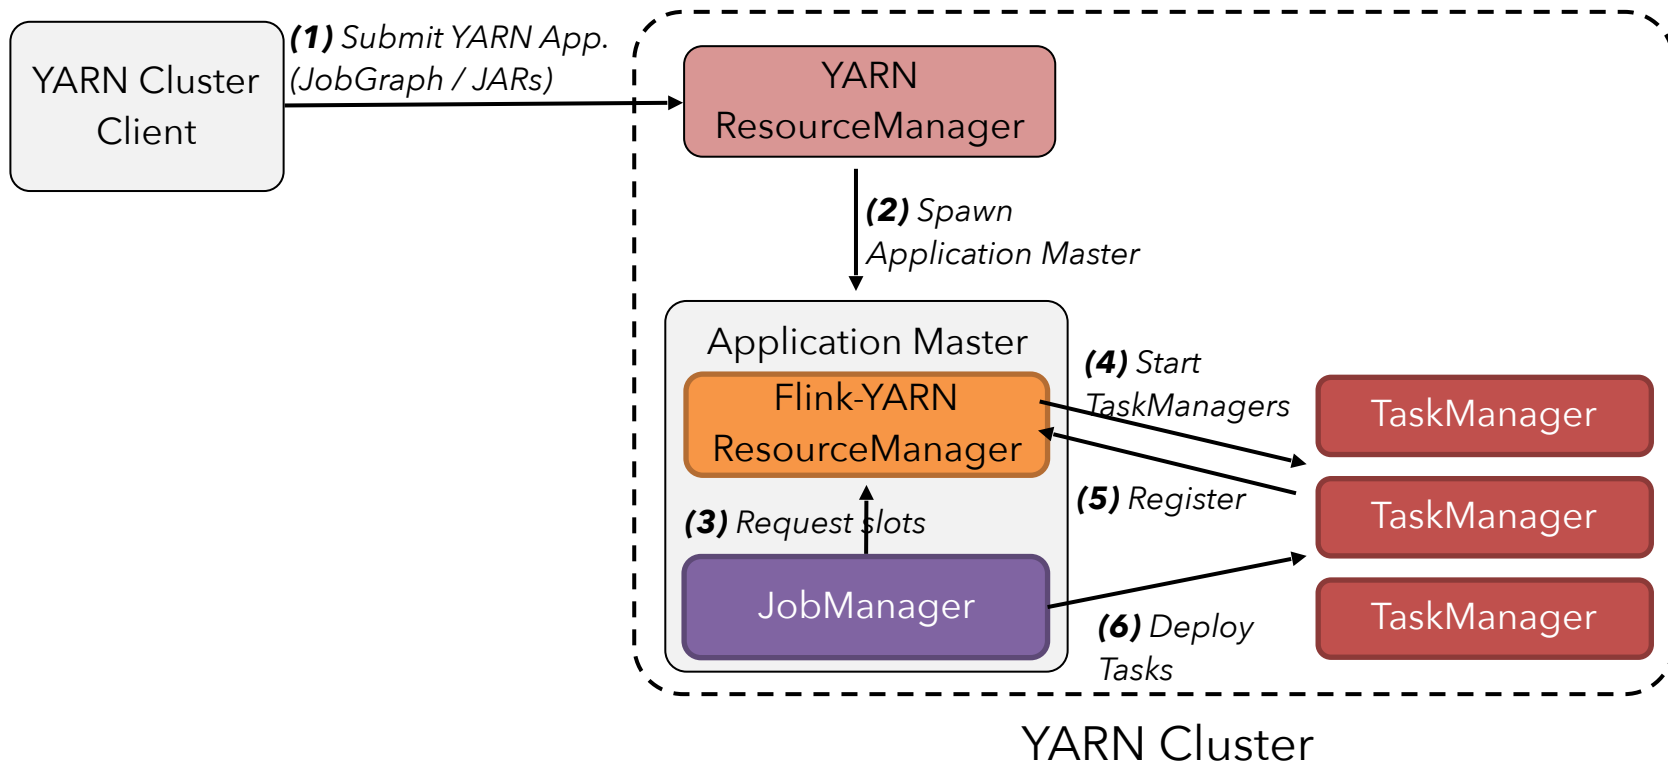 YARN Cluster
Client
(1) Submit YARN App.
(JobGraph / JARs)
YARN
ResourceManager
(2) Spawn
Application Master
Application Master
Flink-YARN
ResourceManager
(3) Request slots
JobManager
(4) Start
TaskManagers
(5) Register
(6) Deploy
Tasks
TaskManager
TaskManager
TaskManager
YARN Cluster